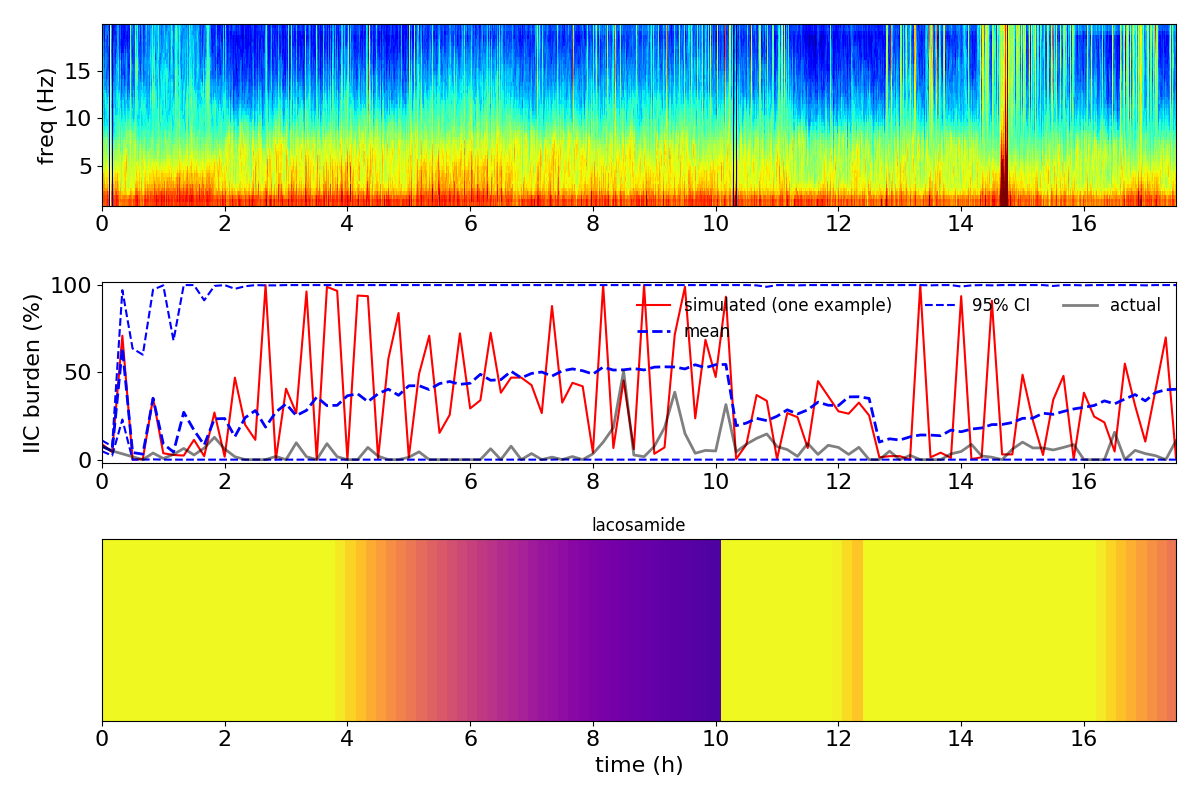 freq (Hz)
15
10
5
0 2 4 6 8 10 12 14 16
IIC burden (%)
100
50
0
simulated (one example)
mean
95% CI
actual
0 2 4 6 8 10 12 14 16
lacosamide
0 2 4 6 8 10 12 14 16
time (h)